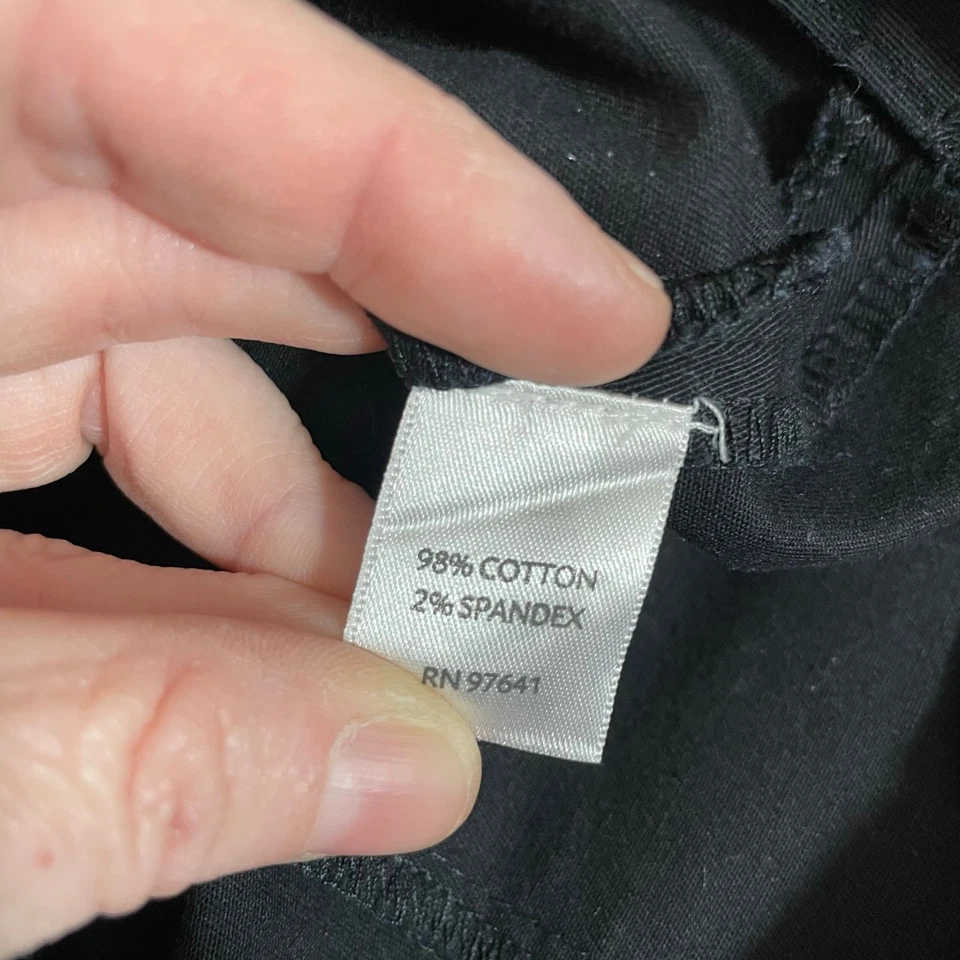 98% COTTON
2% SPANDEX
RN 97641